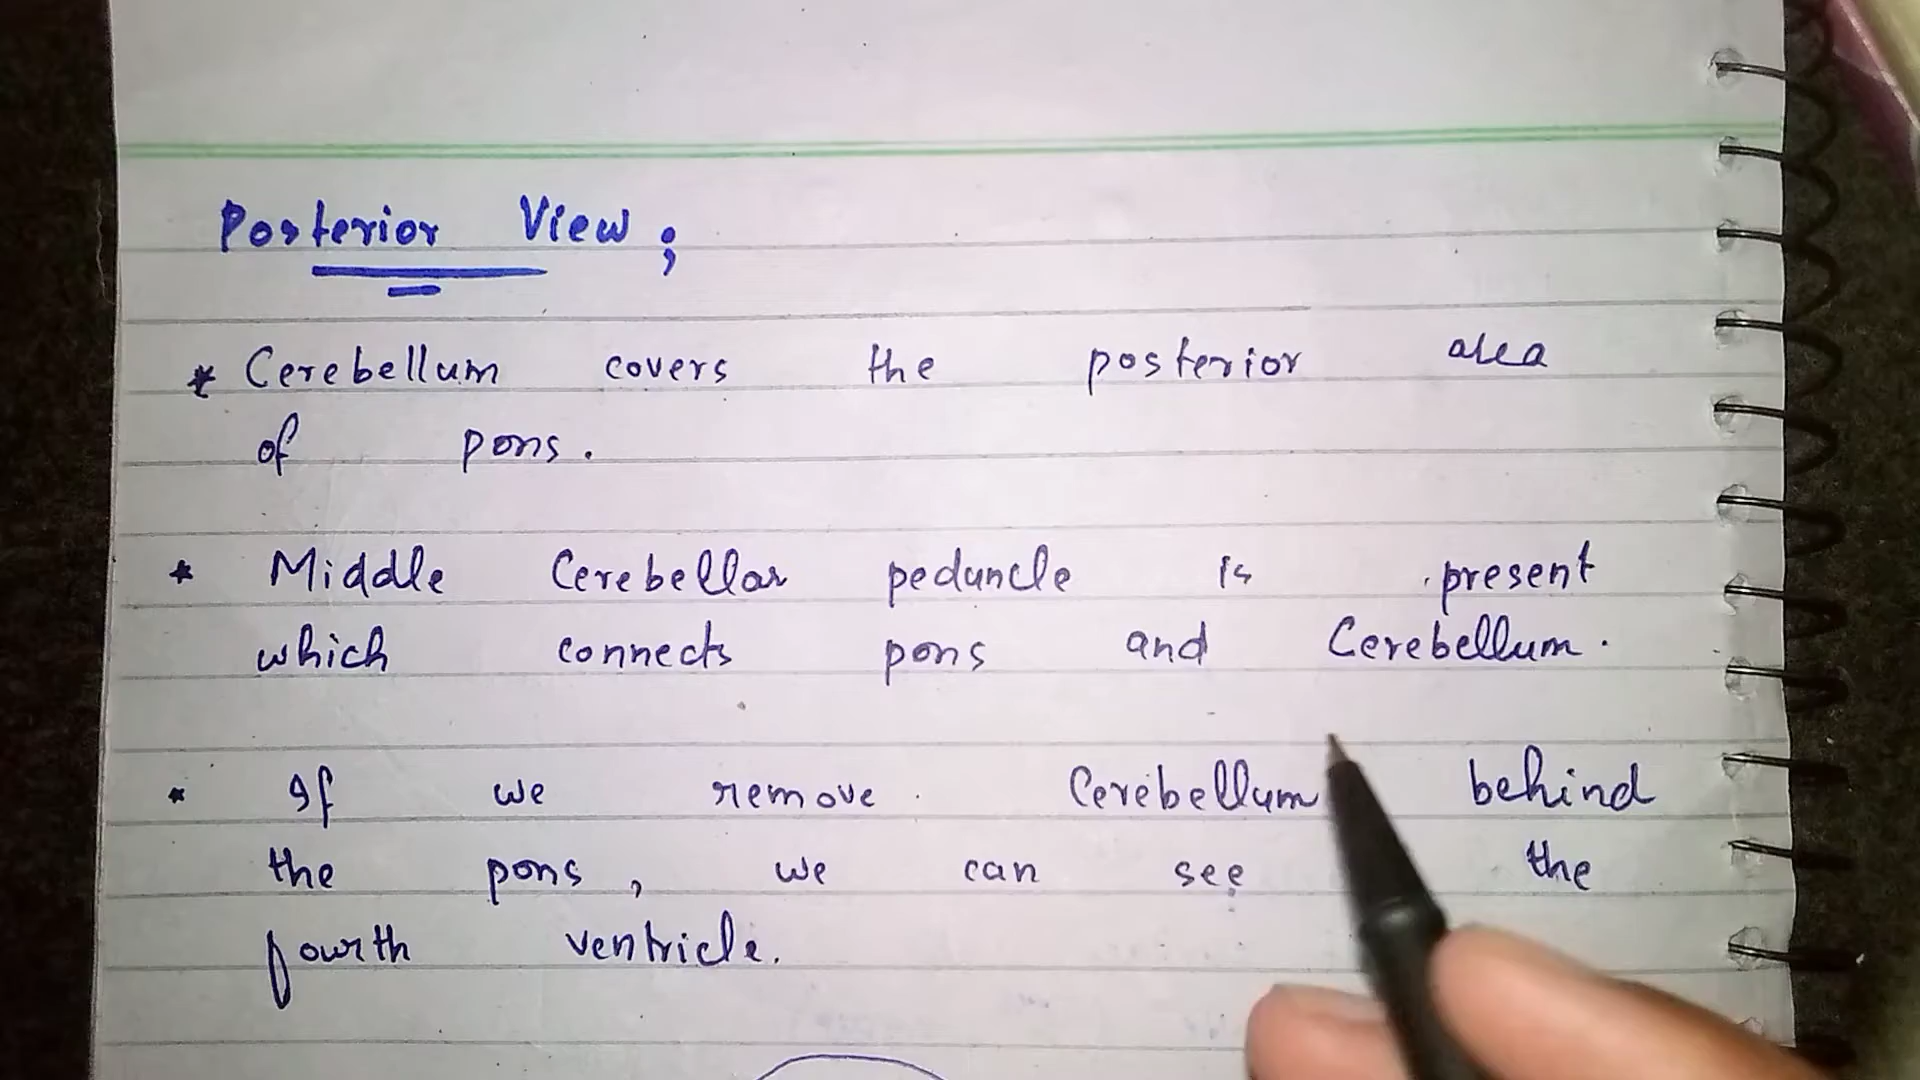 Posterior View;
* Cerebellum covers the posterior area
of pons.
* Middle Cerebellar peduncle is present
which connects pons and Cerebellum.
* If we remove Cerebellum behind
the pons, we can see the
fourth ventricle.